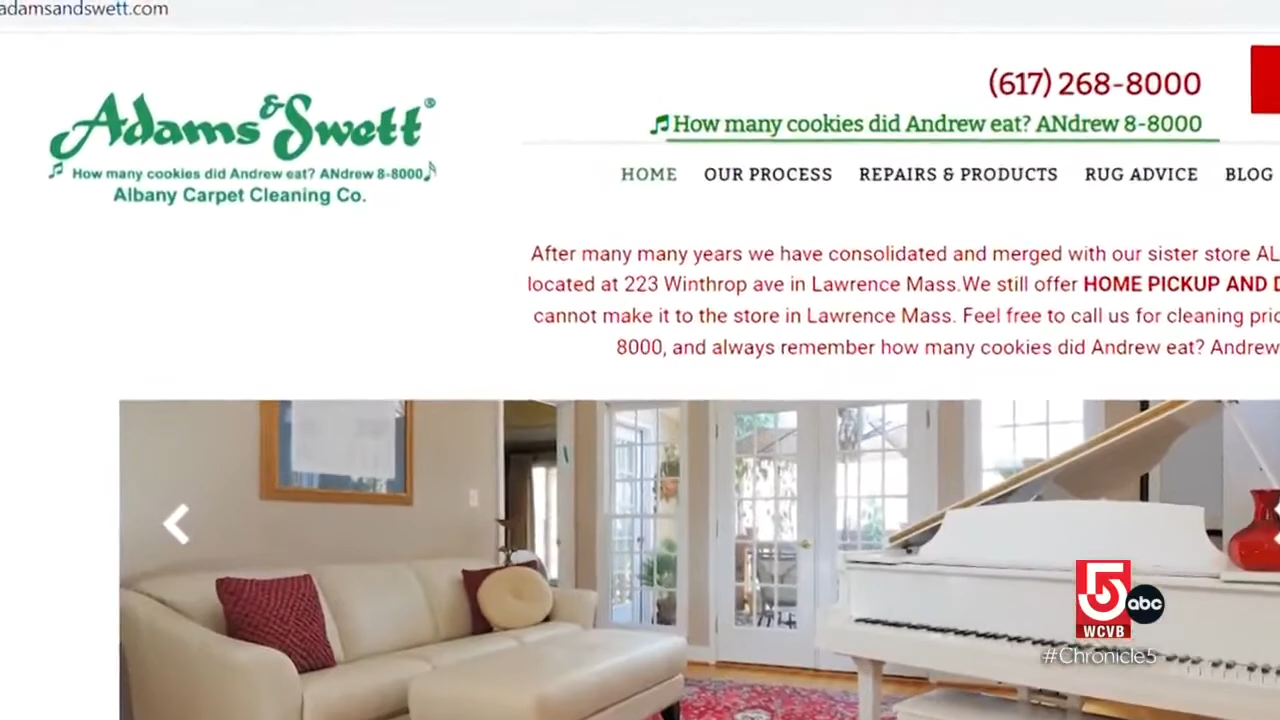 adamsandswett.com
(617) 268-8000
Adams & Swett®
How many cookies did Andrew eat? ANdrew 8-8000
How many cookies did Andrew eat? ANdrew 8-8000
Albany Carpet Cleaning Co.
HOME OUR PROCESS REPAIRS & PRODUCTS RUG ADVICE BLOG
After many many years we have consolidated and merged with our sister store AL
located at 223 Winthrop ave in Lawrence Mass.We still offer HOME PICKUP AND D
cannot make it to the store in Lawrence Mass. Feel free to call us for cleaning pric
8000, and always remember how many cookies did Andrew eat? Andrew
5 abc
WCVB
#Chronicle5